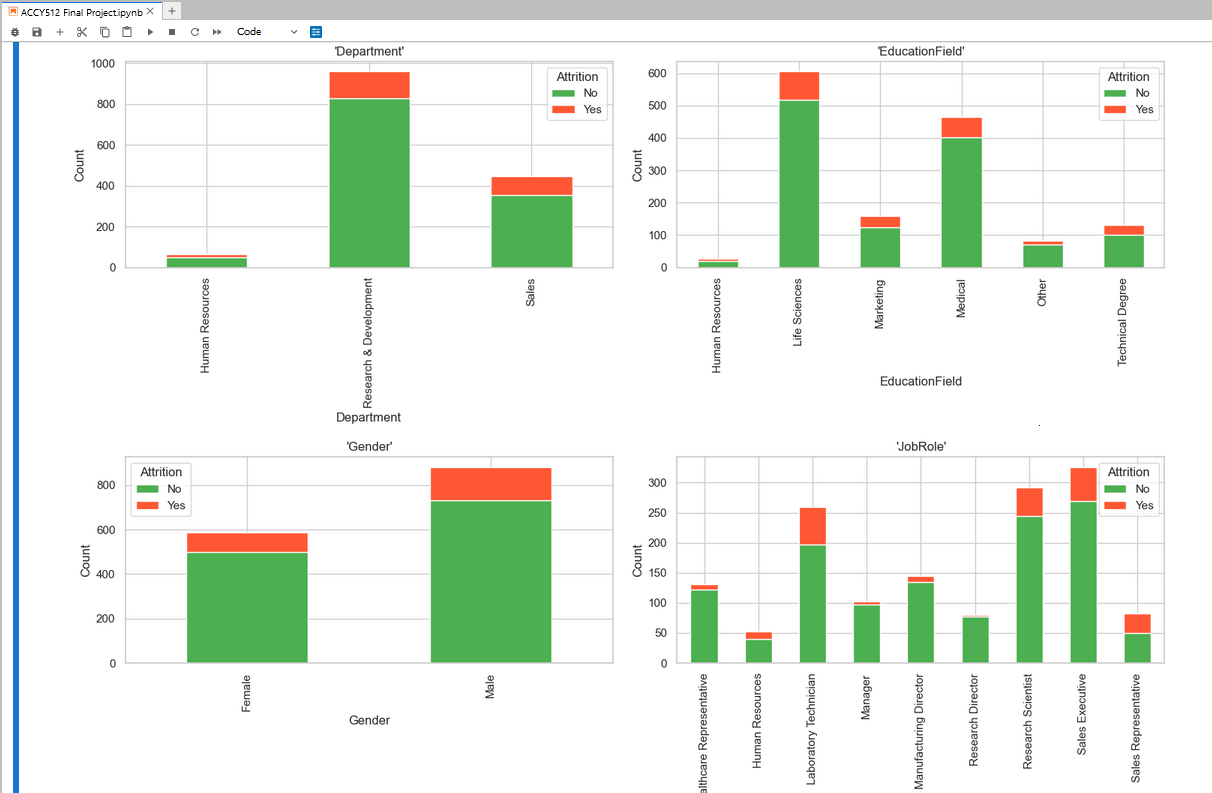 ACCY512 Final Project.ipynb
Code
'Department'
Count
1000
800
600
400
200
0
Attrition
No
Yes
Human Resources
Research & Development
Sales
Department
'EducationField'
Count
600
500
400
300
200
100
0
Attrition
No
Yes
Human Resources
Life Sciences
Marketing
Medical
Other
Technical Degree
EducationField
'Gender'
Count
800
600
400
200
0
Attrition
No
Yes
Female
Male
Gender
'JobRole'
Count
300
250
200
150
100
50
0
Attrition
No
Yes
althcare Representative
Human Resources
Laboratory Technician
Manager
Manufacturing Director
Research Director
Research Scientist
Sales Executive
Sales Representative